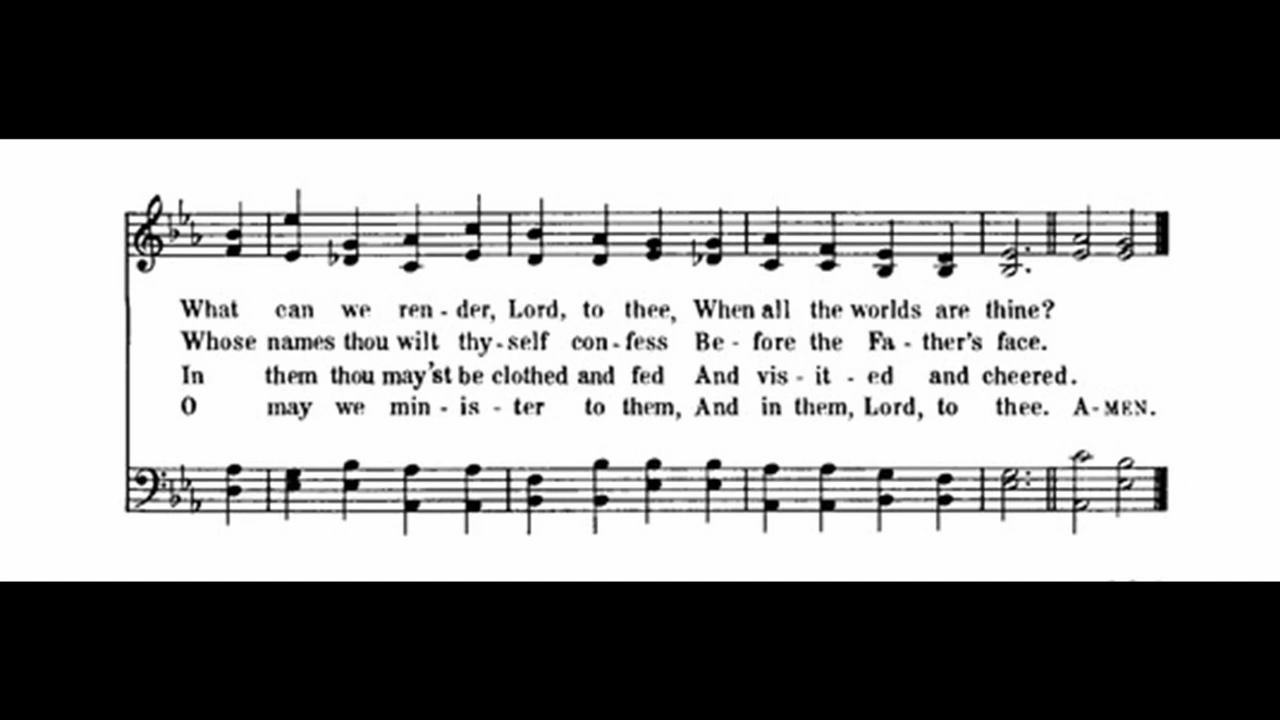 What can we ren - der, Lord, to thee, When all the worlds are thine?
Whose names thou wilt thy - self con - fess Be - fore the Fa - ther's face.
In them thou may'st be clothed and fed And vis - it - ed and cheered.
O may we min - is - ter to them, And in them, Lord, to thee. A - MEN.